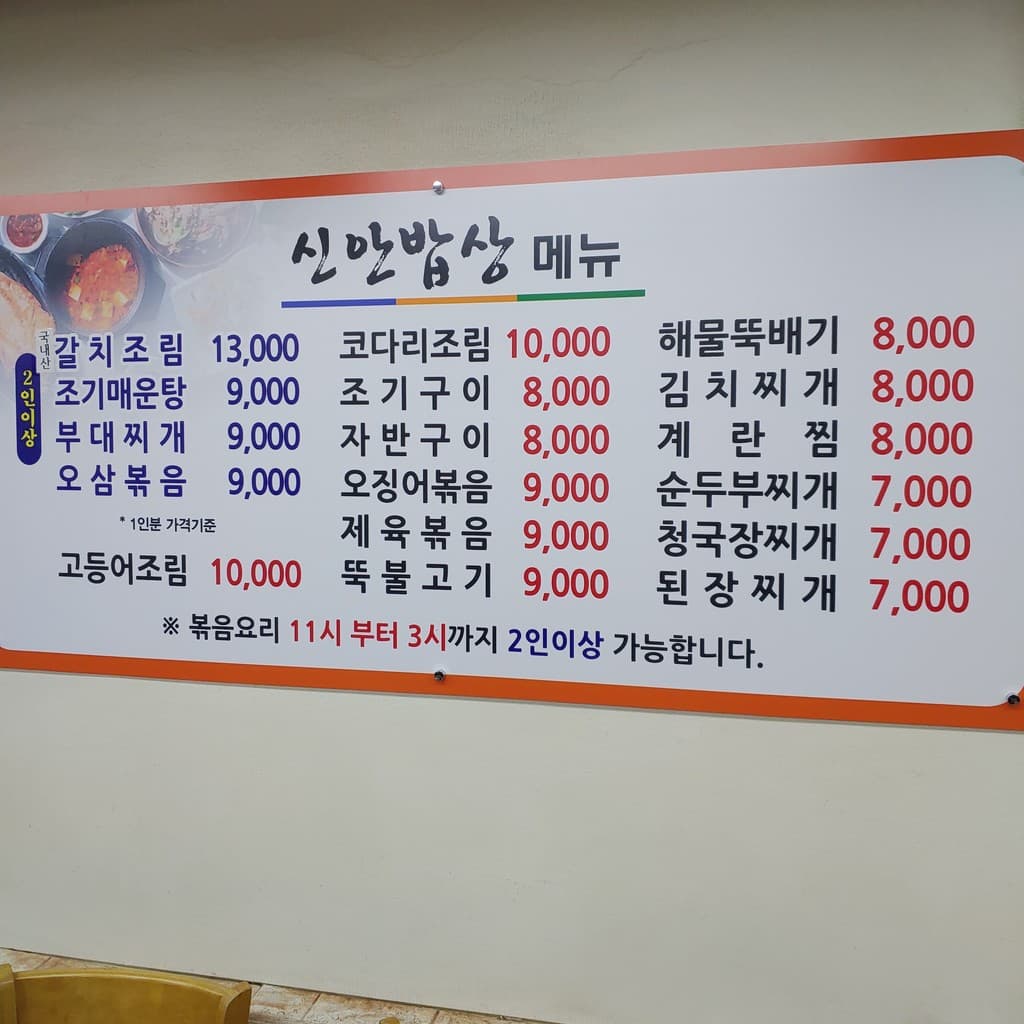 신안밥상 메뉴
국내산
2인이상
갈치조림 13,000
조기매운탕 9,000
부대찌개 9,000
오삼볶음 9,000
* 1인분 가격기준
고등어조림 10,000
코다리조림 10,000
조기구이 8,000
자반구이 8,000
오징어볶음 9,000
제육볶음 9,000
뚝불고기 9,000
해물뚝배기 8,000
김치찌개 8,000
계란찜 8,000
순두부찌개 7,000
청국장찌개 7,000
된장찌개 7,000
※ 볶음요리 11시 부터 3시까지 2인이상 가능합니다.